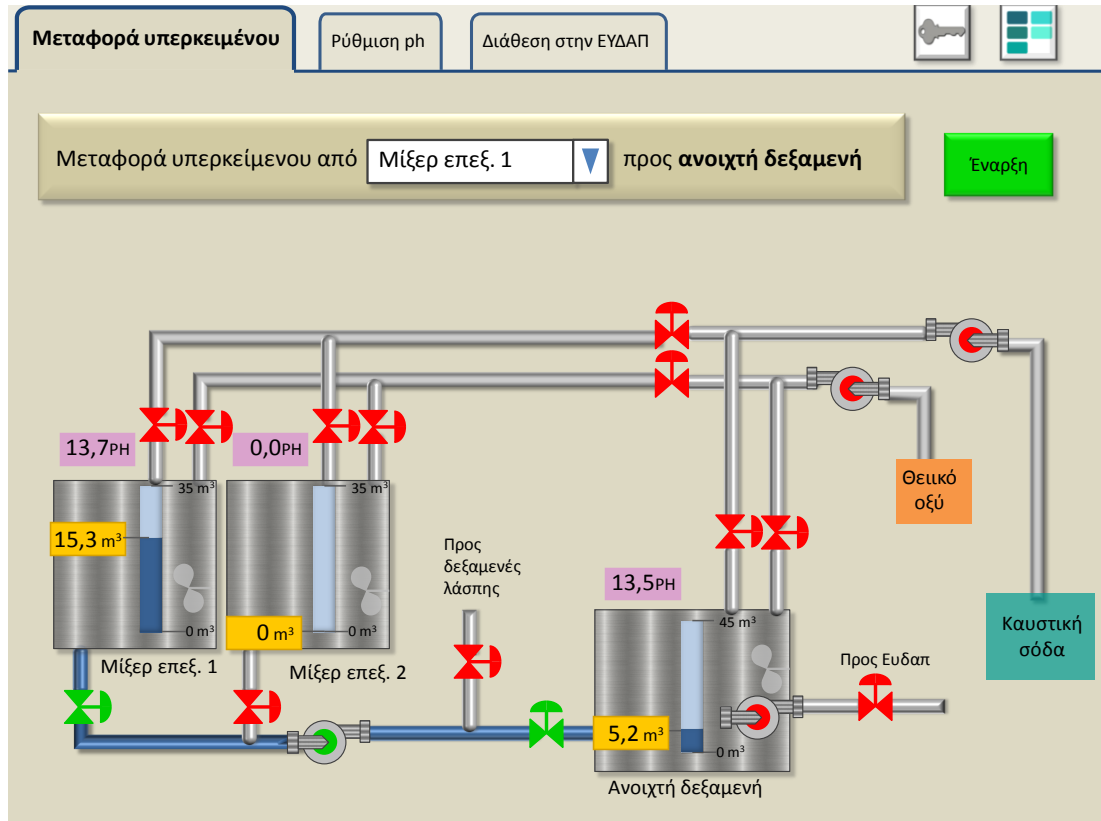 Μεταφορά υπερκειμένου
Ρύθμιση ph
Διάθεση στην ΕΥΔΑΠ
Μεταφορά υπερκείμενου από
Μίξερ επεξ. 1
προς ανοιχτή δεξαμενή
Έναρξη
13,7PH
0,0PH
35 m³
35 m³
15,3 m³
0 m³
0 m³
0 m³
Μίξερ επεξ. 1
Μίξερ επεξ. 2
Προς
δεξαμενές
λάσπης
13,5PH
45 m³
5,2 m³
0 m³
Ανοιχτή δεξαμενή
Προς Ευδαπ
Θειικό
οξύ
Καυστική
σόδα